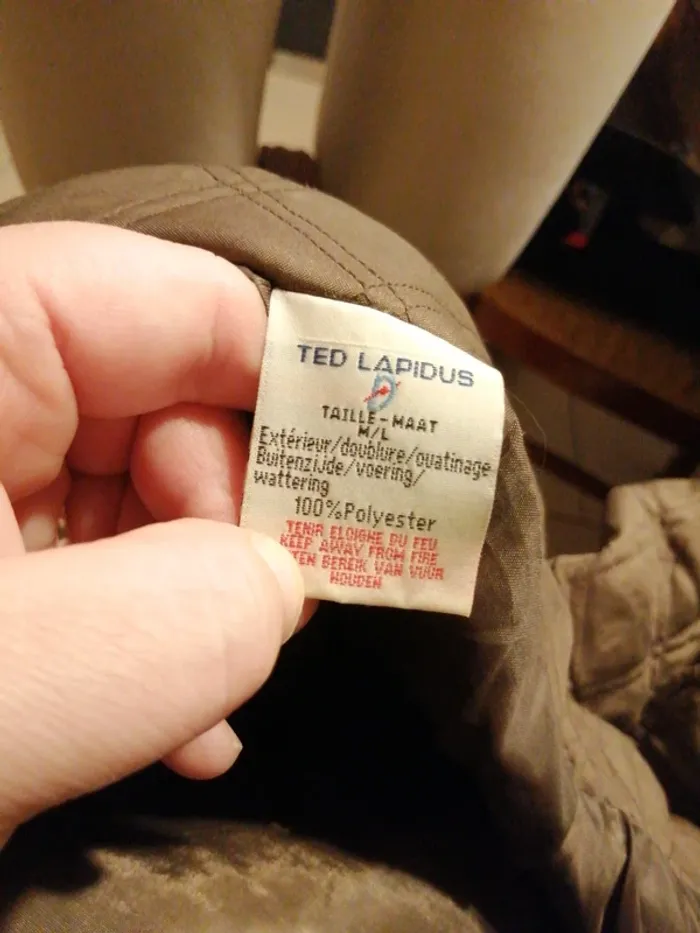 TED LAPIDUS
TAILLE-MAAT
M/L
Extérieur/doublure/ouatinage
Buitenzijde/voering/
wattering
100%Polyester
TENIR ELOIGNE DU FEU
KEEP AWAY FROM FIRE
TEN BEREIK VAN VUUR
HOUDEN